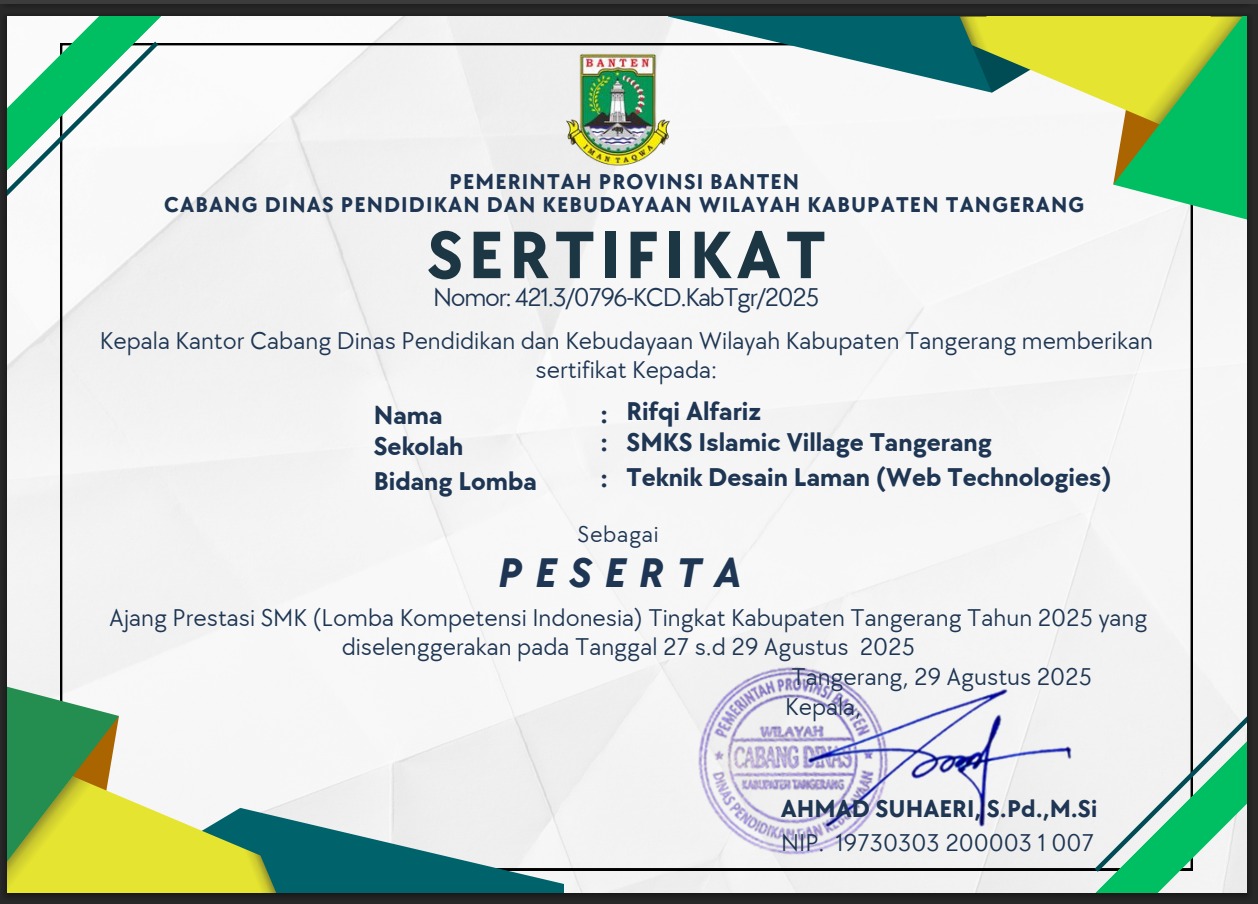 BANTEN
IMAN TAQWA
PEMERINTAH PROVINSI BANTEN
CABANG DINAS PENDIDIKAN DAN KEBUDAYAAN WILAYAH KABUPATEN TANGERANG
SERTIFIKAT
Nomor: 421.3/0796-KCD.KabTgr/2025
Kepala Kantor Cabang Dinas Pendidikan dan Kebudayaan Wilayah Kabupaten Tangerang memberikan
sertifikat Kepada:
Nama : Rifqi Alfariz
Sekolah : SMKS Islamic Village Tangerang
Bidang Lomba : Teknik Desain Laman (Web Technologies)
Sebagai
PESERTA
Ajang Prestasi SMK (Lomba Kompetensi Indonesia) Tingkat Kabupaten Tangerang Tahun 2025 yang
diselenggerakan pada Tanggal 27 s.d 29 Agustus 2025
Tangerang, 29 Agustus 2025
Kepala,
PEMERINTAH PROVINSI BANTEN
WILAYAH
CABANG DINAS
KABUPATEN TANGERANG
DINAS PENDIDIKAN DAN KEBUDAYAAN
AHMAD SUHAERI, S.Pd.,M.Si
NIP. 19730303 200003 1 007